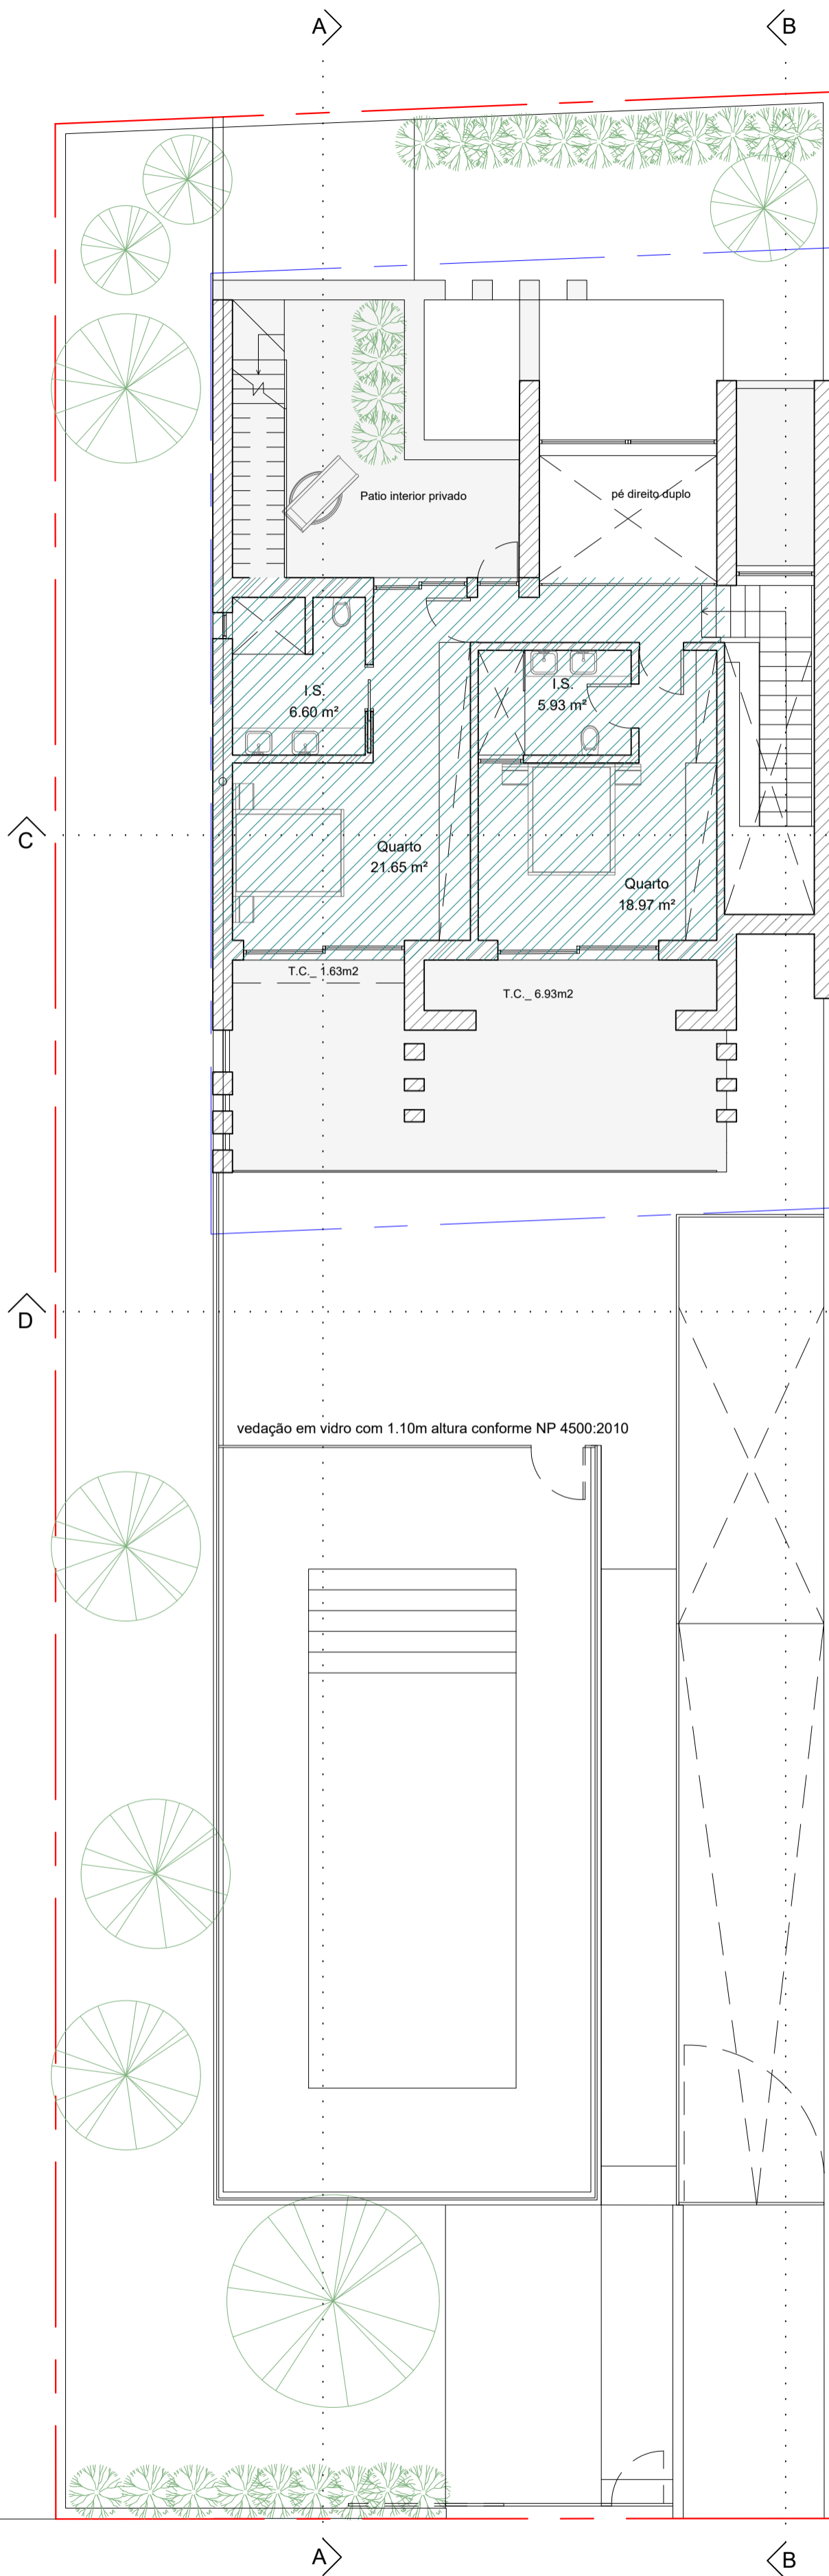 A
B
Patio interior privado
pé direito duplo
I.S.
6.60 m²
I.S.
5.93 m²
C
Quarto
21.65 m²
Quarto
18.97 m²
T.C._ 1.63m2
T.C._ 6.93m2
D
vedação em vidro com 1.10m altura conforme NP 4500:2010
A
B